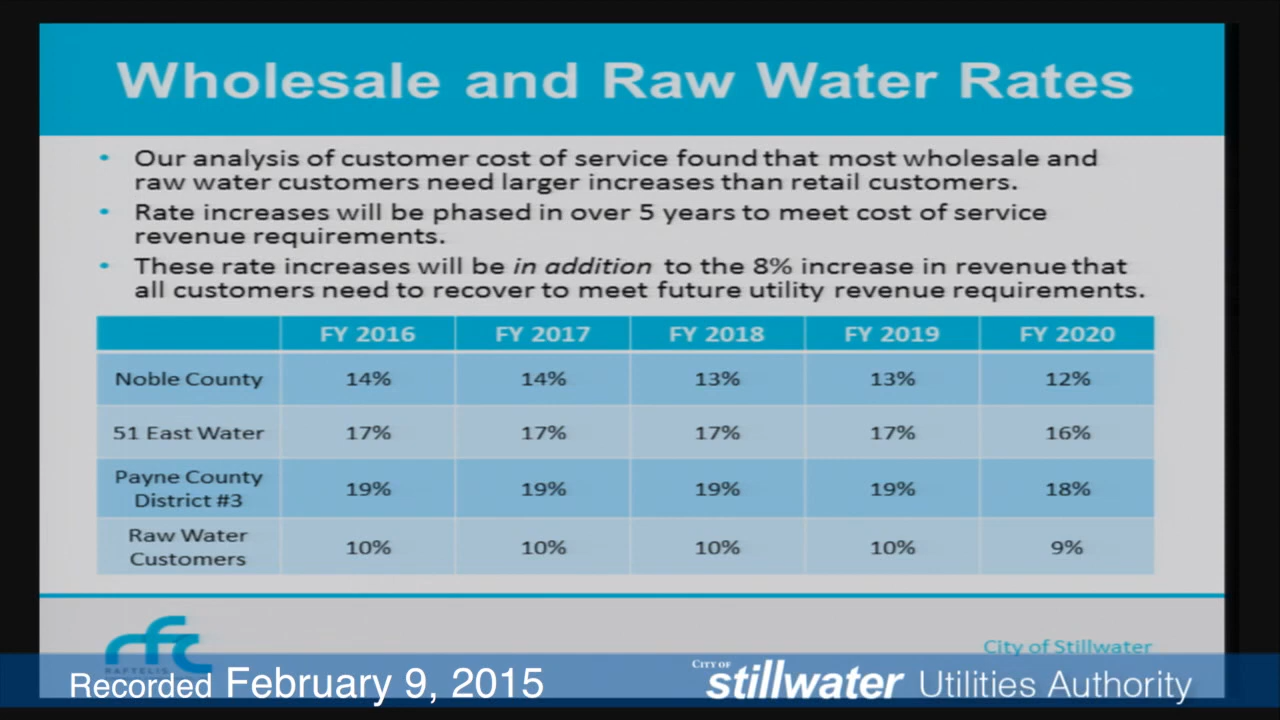 Wholesale and Raw Water Rates
• Our analysis of customer cost of service found that most wholesale and
raw water customers need larger increases than retail customers.
• Rate increases will be phased in over 5 years to meet cost of service
revenue requirements.
• These rate increases will be in addition to the 8% increase in revenue that
all customers need to recover to meet future utility revenue requirements.
FY 2016 FY 2017 FY 2018 FY 2019 FY 2020
Noble County 14% 14% 13% 13% 12%
51 East Water 17% 17% 17% 17% 16%
Payne County
District #3 19% 19% 19% 19% 18%
Raw Water
Customers 10% 10% 10% 10% 9%
rfc
RAFTELIS
City of Stillwater
Recorded February 9, 2015
CITY OF
stillwater Utilities Authority